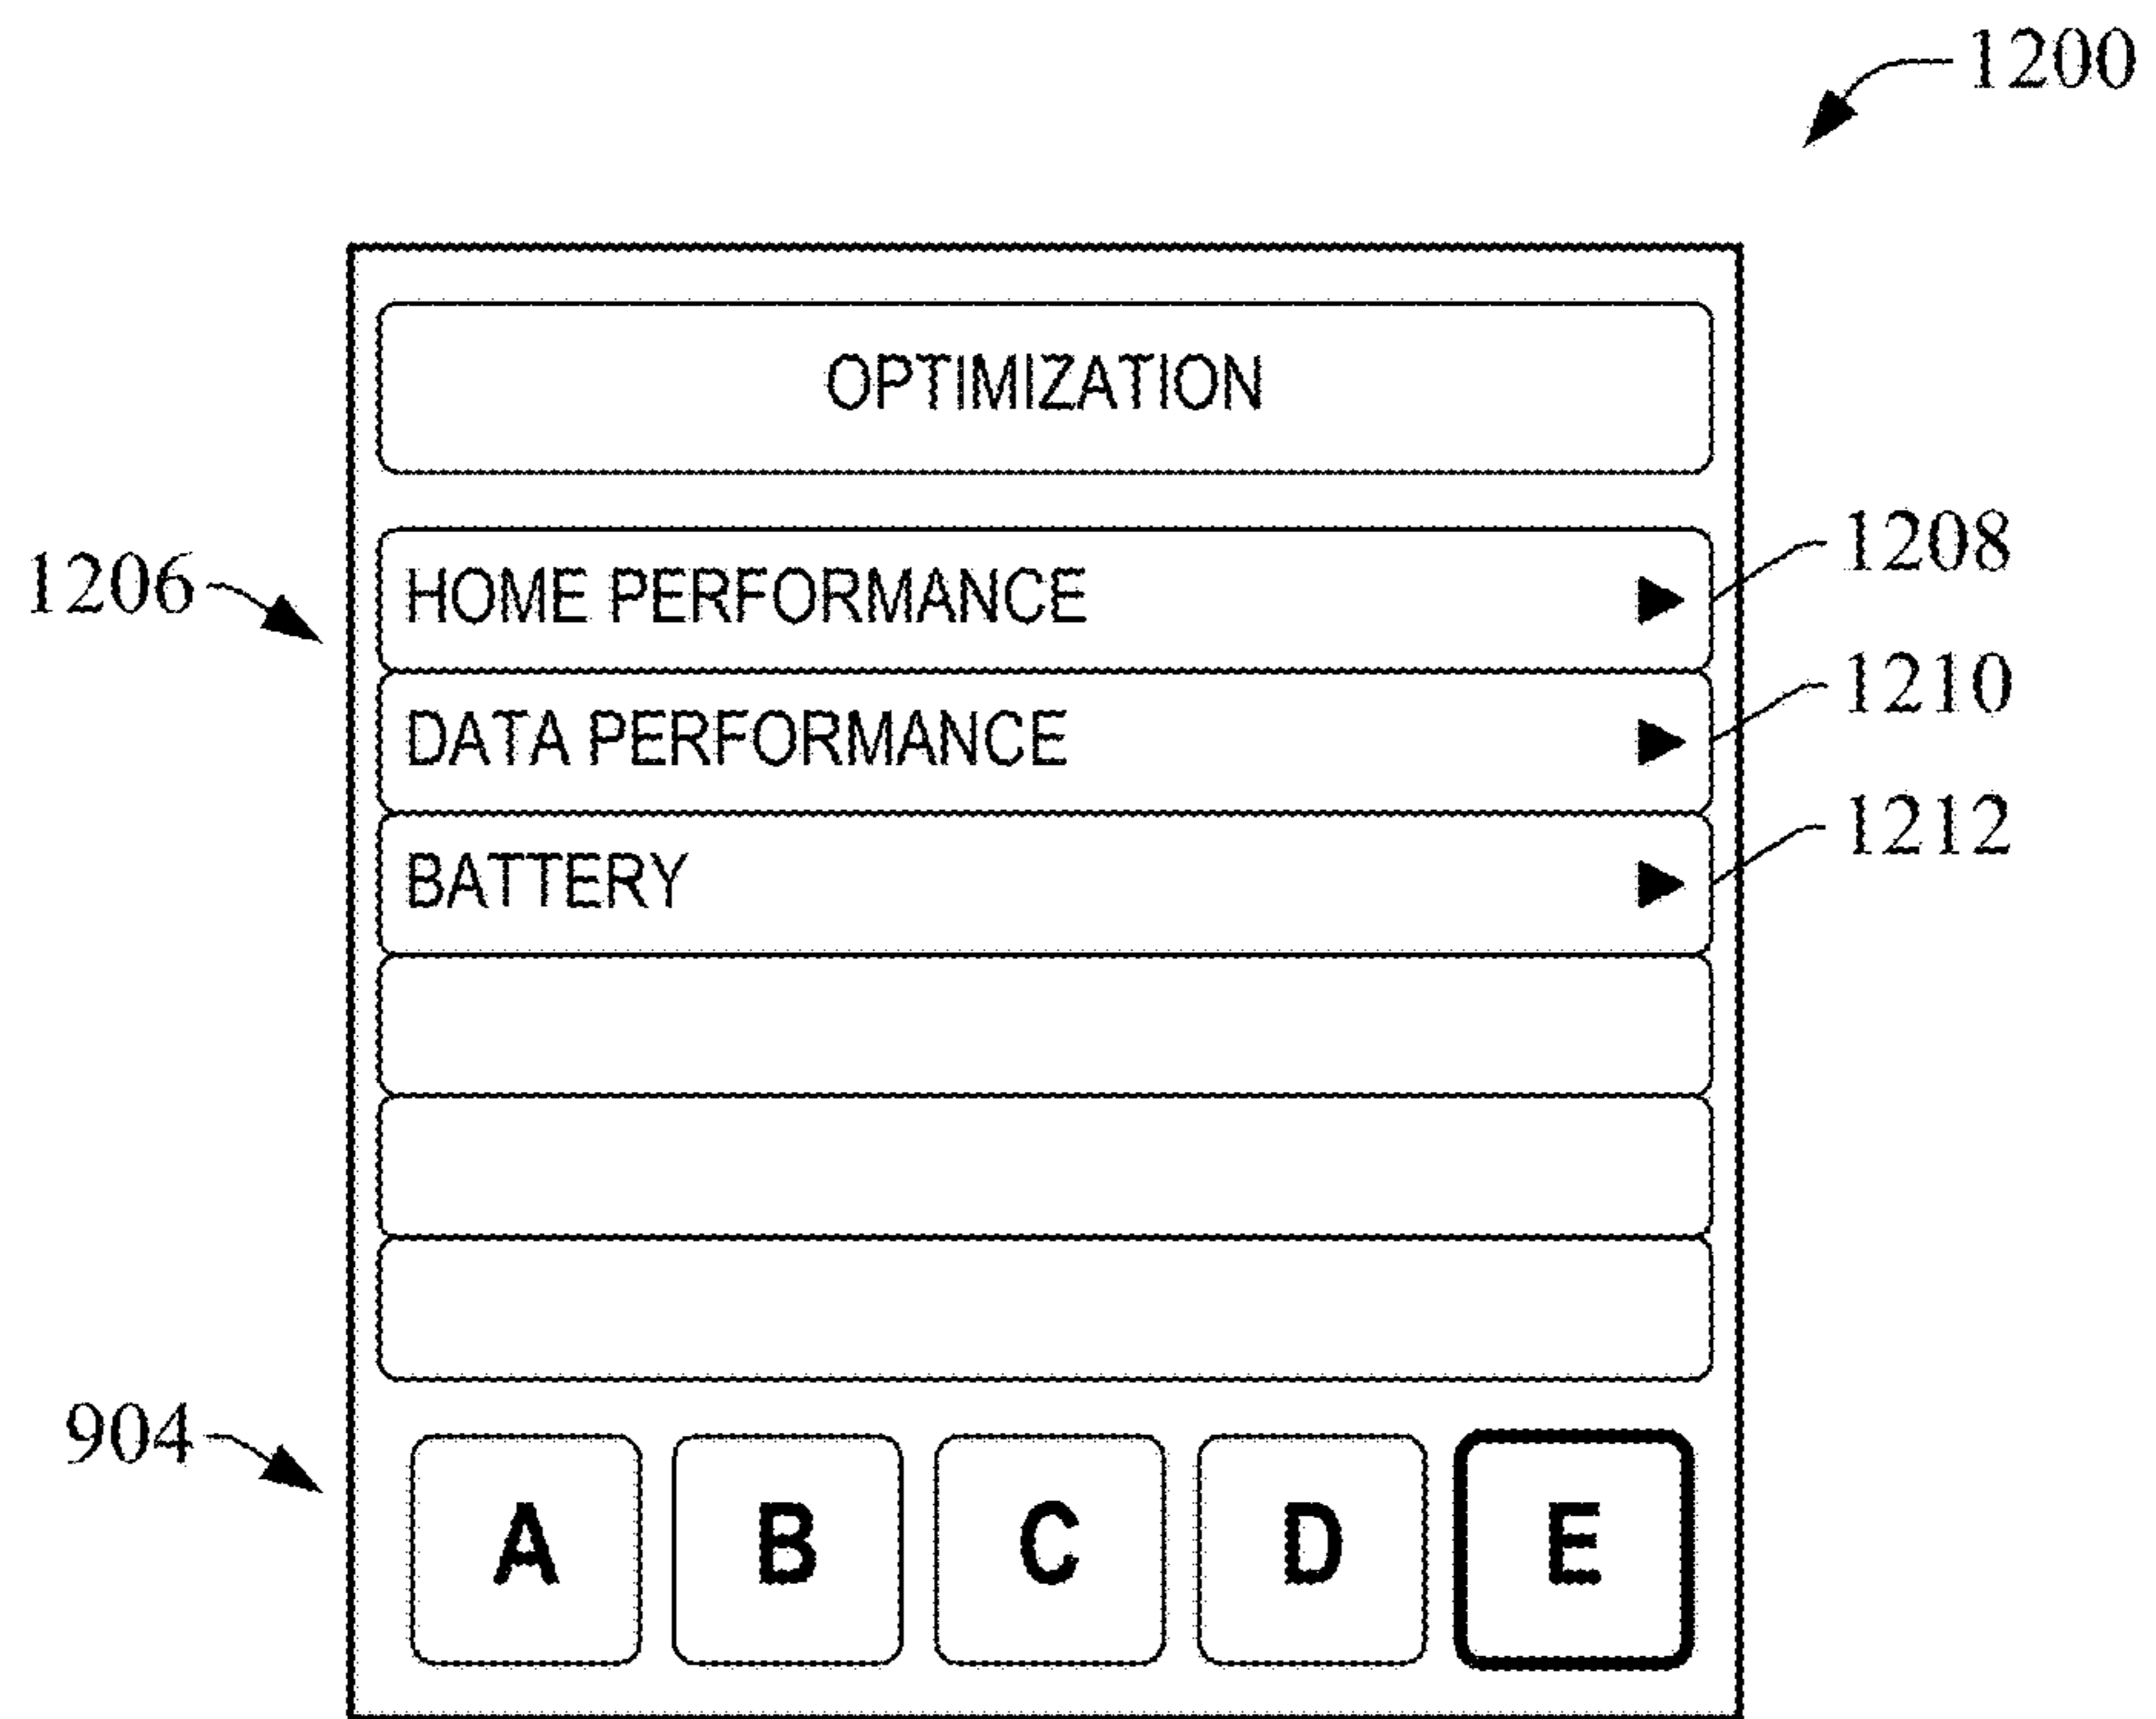 1200
OPTIMIZATION
1206
HOME PERFORMANCE
1208
DATA PERFORMANCE
1210
BATTERY
1212
904
A B C D E